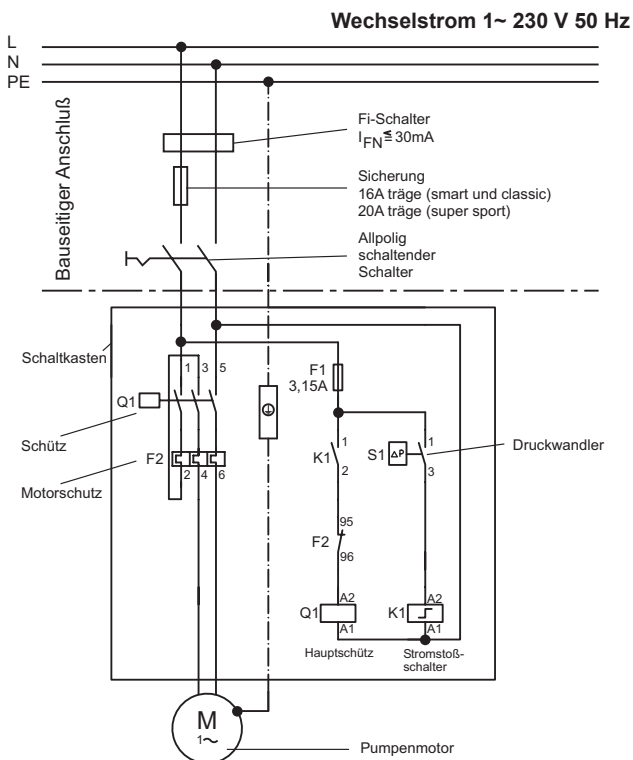 Wechselstrom 1~ 230 V 50 Hz
L
N
PE
Bauseitiger Anschluß
Fi-Schalter
I_FN ≦ 30mA
Sicherung
16A träge (smart und classic)
20A träge (super sport)
Allpolig
schaltender
Schalter
Schaltkasten
1 3 5
F1
3,15A
Q1
Schütz
K1
1
2
S1
ΔP
1
3
Druckwandler
F2
2 4 6
Motorschutz
F2
95
96
Q1
A2
A1
K1
A2
A1
Hauptschütz
Stromstoß-
schalter
M
1~
Pumpenmotor